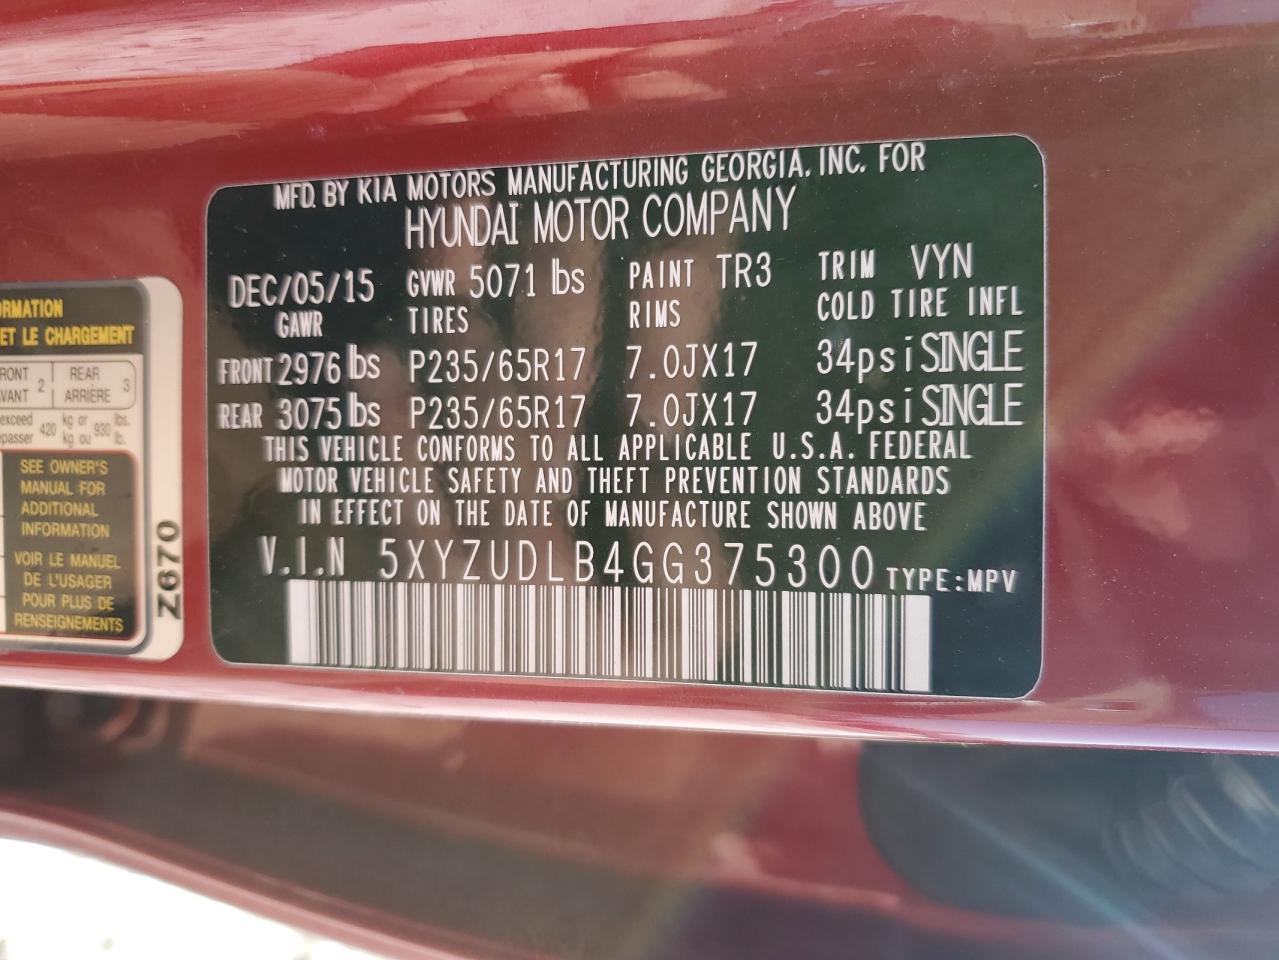 MFD. BY KIA MOTORS MANUFACTURING GEORGIA, INC. FOR
HYUNDAI MOTOR COMPANY
DEC/05/15 GVWR 5071 lbs PAINT TR3 TRIM VYN
GAWR TIRES RIMS COLD TIRE INFL
FRONT 2976 lbs P235/65R17 7.0JX17 34psi SINGLE
REAR 3075 lbs P235/65R17 7.0JX17 34psi SINGLE
THIS VEHICLE CONFORMS TO ALL APPLICABLE U.S.A. FEDERAL
MOTOR VEHICLE SAFETY AND THEFT PREVENTION STANDARDS
IN EFFECT ON THE DATE OF MANUFACTURE SHOWN ABOVE
V.I.N 5XYZUDLB4GG375300 TYPE:MPV
ET LE CHARGEMENT
2 REAR 3
ARRIÈRE
exceed 420 kg or 930 lbs.
kg ou lb.
SEE OWNER'S
MANUAL FOR
ADDITIONAL
INFORMATION
VOIR LE MANUEL
DE L'USAGER
POUR PLUS DE
RENSEIGNEMENTS
Z670